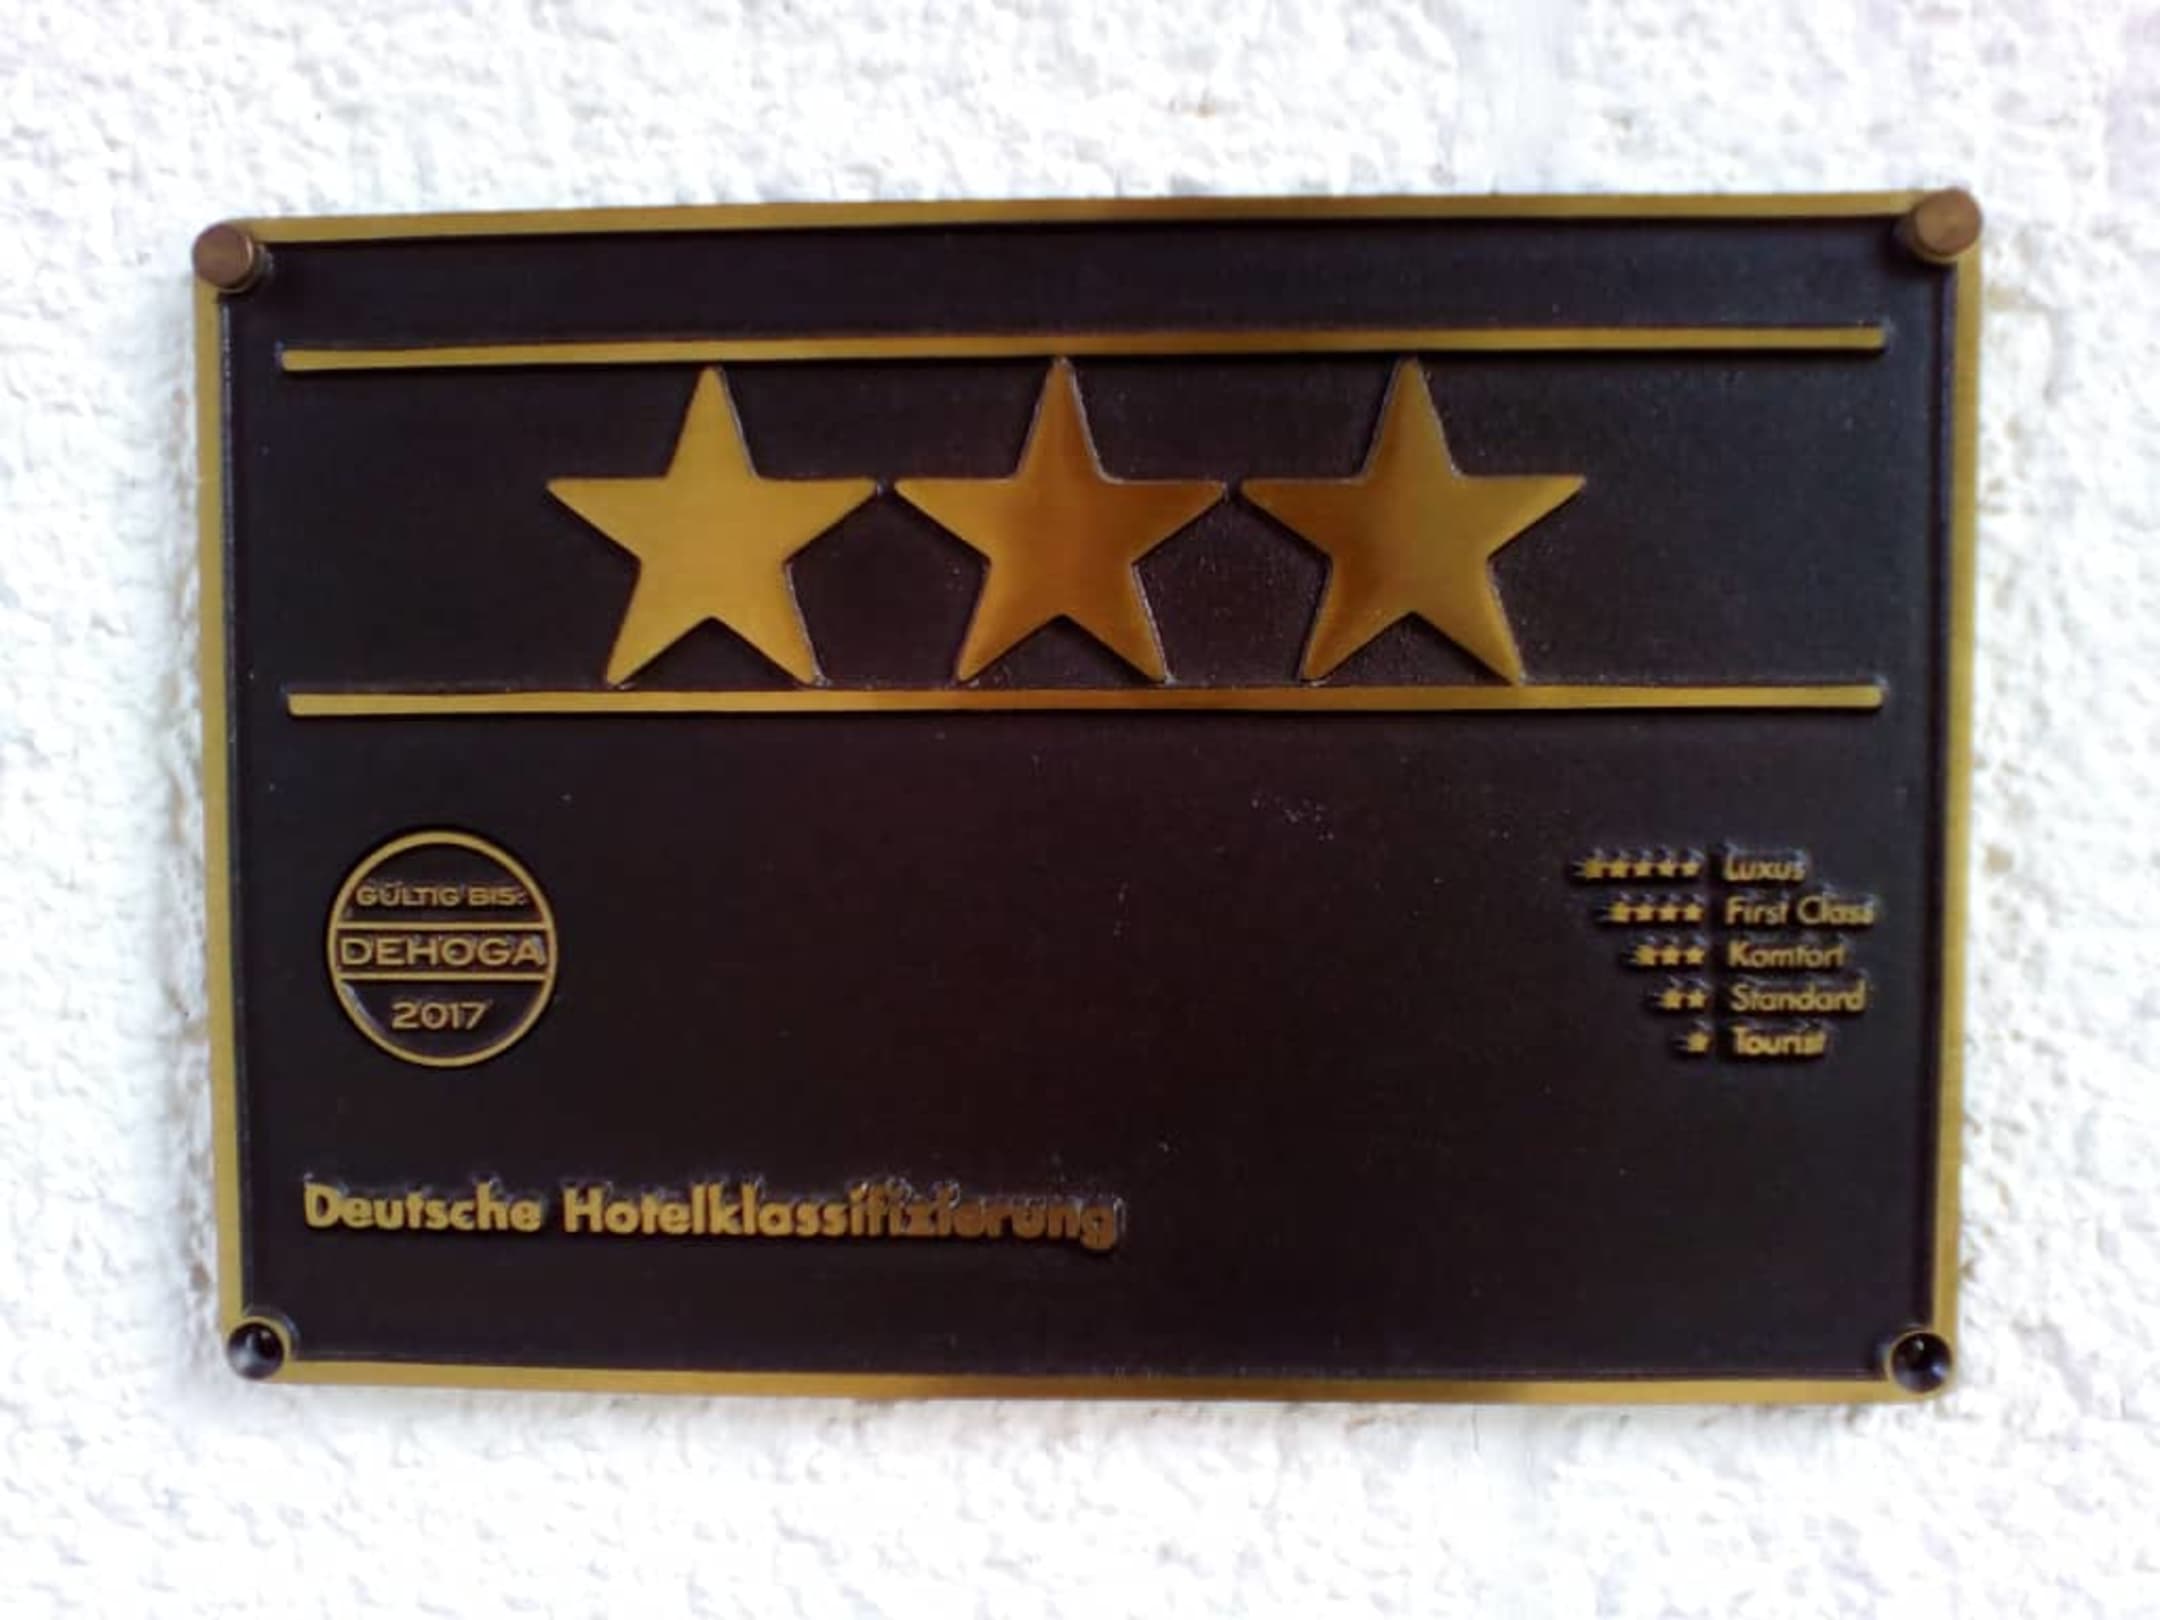 GÜLTIG BIS:
DEHOGA
2017
★★★★★ Luxus
★★★★ First Class
★★★ Komfort
★★ Standard
★ Tourist
Deutsche Hotelklassifizierung